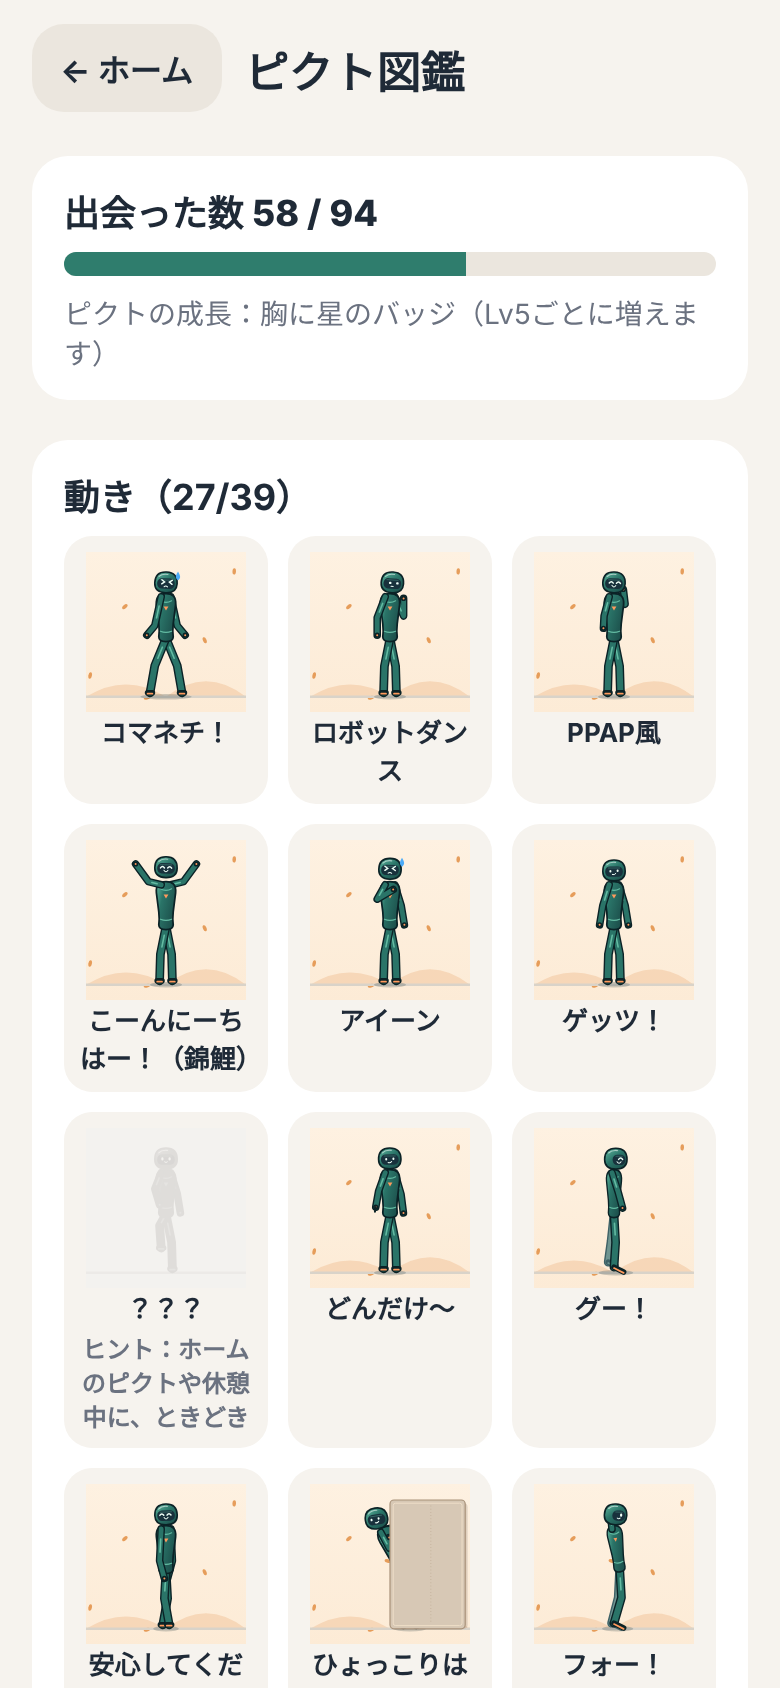 ← ホーム
ピクト図鑑
出会った数 58 / 94
ピクトの成長：胸に星のバッジ（Lv5ごとに増えま
す）
動き（27/39）
コマネチ！
ロボットダン
ス
PPAP風
こーんにーち
はー！（錦鯉）
アイーン
ゲッツ！
？？？
ヒント：ホーム
のピクトや休憩
中に、ときどき
どんだけ〜
グー！
安心してくだ
ひょっこりは
フォー！